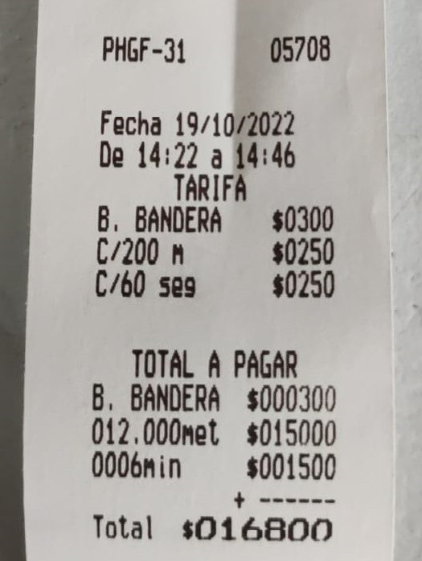 PHGF-31 05708
Fecha 19/10/2022
De 14:22 a 14:46
TARIFA
B. BANDERA $0300
C/200 m $0250
C/60 seg $0250
TOTAL A PAGAR
B. BANDERA $000300
012.000met $015000
0006min $001500
+ ------
Total $016800